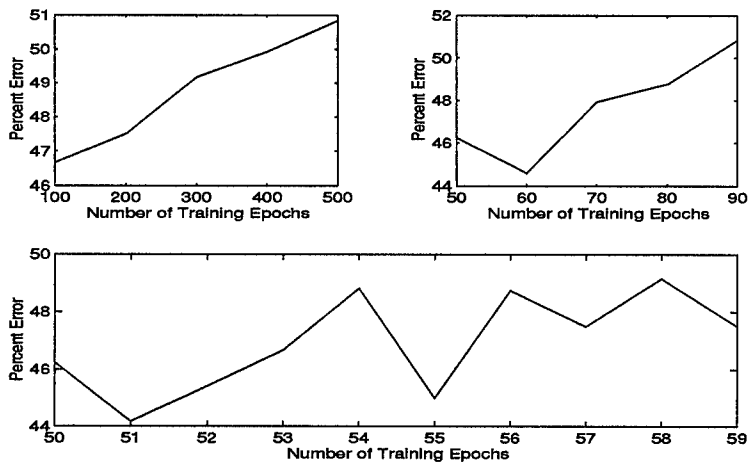 51
50
49
48
47
46
Percent Error
100 200 300 400 500
Number of Training Epochs
52
50
48
46
44
Percent Error
50 60 70 80 90
Number of Training Epochs
50
48
46
44
Percent Error
50 51 52 53 54 55 56 57 58 59
Number of Training Epochs